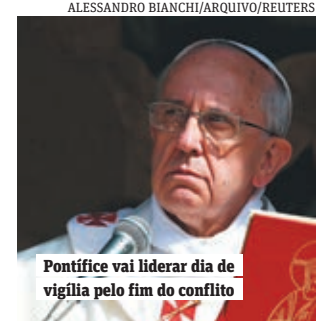 ALESSANDRO BIANCHI/ARQUIVO/REUTERS
Pontífice vai liderar dia de
vigília pelo fim do conflito